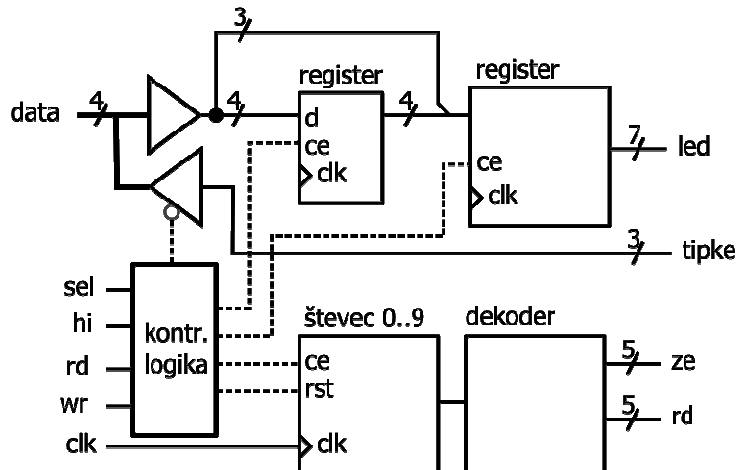 3
register
register
data
4
4
d
4
7
led
ce
clk
ce
clk
3
tipke
sel
hi
rd
wr
clk
kontr.
logika
števec 0..9
dekoder
ce
rst
clk
5
ze
5
rd